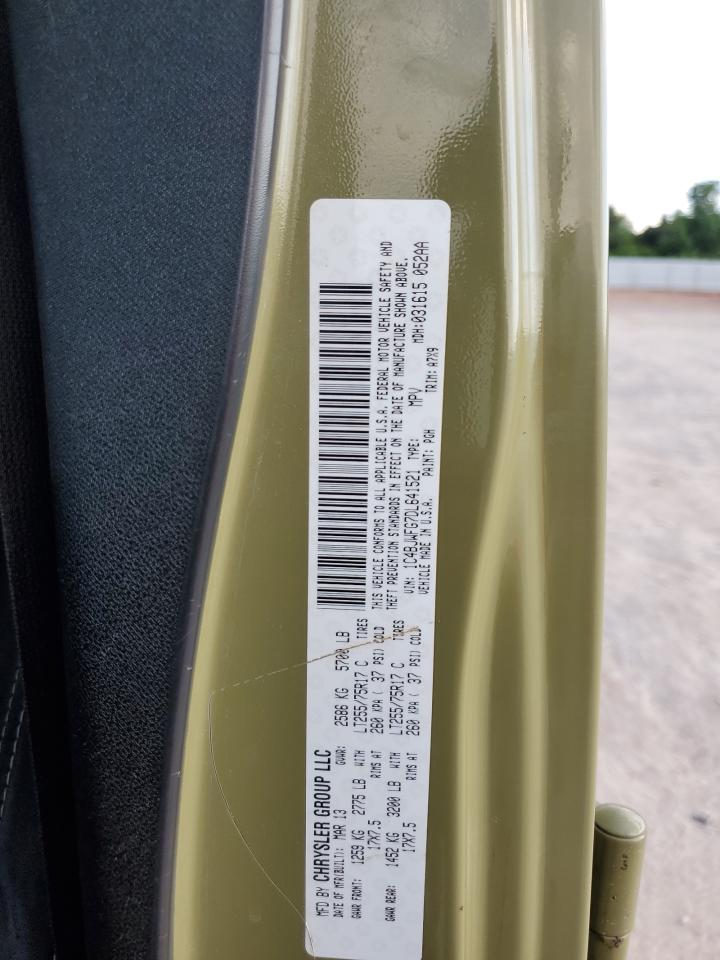 MFD BY CHRYSLER GROUP LLC
DATE OF MFR(BUILT): MAR 13 GVWR: 2586 KG 5700 LB
GAWR FRONT: 1259 KG 2775 LB WITH LT255/75R17 C TIRES
17X7.5 RIMS AT 260 KPA ( 37 PSI) COLD
GAWR REAR: 1452 KG 3200 LB WITH LT255/75R17 C TIRES
17X7.5 RIMS AT 260 KPA ( 37 PSI) COLD
THIS VEHICLE CONFORMS TO ALL APPLICABLE U.S.A. FEDERAL MOTOR VEHICLE SAFETY AND
THEFT PREVENTION STANDARDS IN EFFECT ON THE DATE OF MANUFACTURE SHOWN ABOVE.
VIN: 1C4BJWFG7DL641521 TYPE: MPV MDH:031615 052AA
VEHICLE MADE IN U.S.A. PAINT: PGH TRIM: A7X9